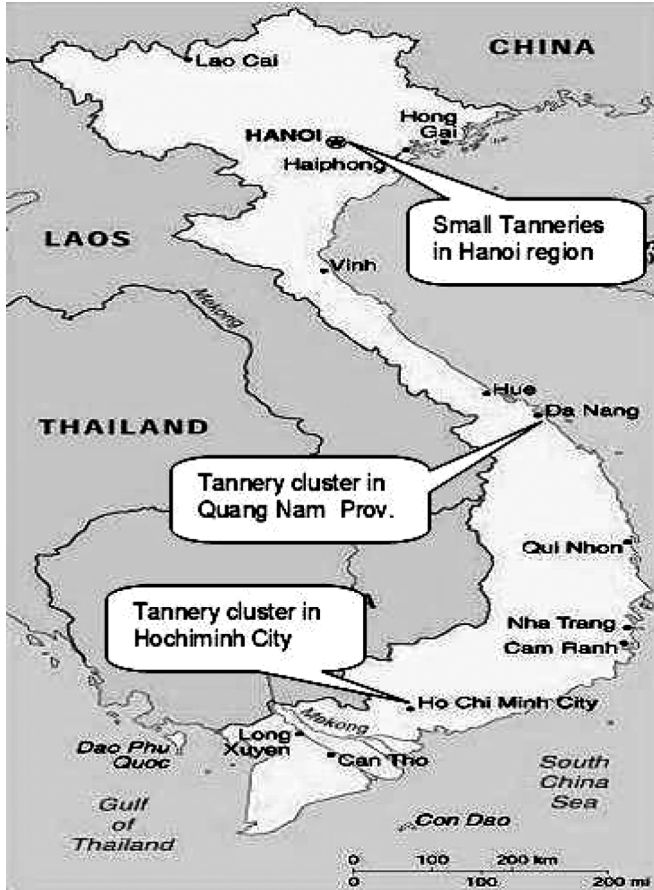 CHINA
Lao Cai
Hong
Gai
HANOI
Haiphong
Small Tanneries
in Hanoi region
LAOS
Vinh
Mekong
Hue
Da Nang
THAILAND
Tannery cluster in
Quang Nam Prov.
Qui Nhon
Tannery cluster in
Hochiminh City
A
Nha Trang
Cam Ranh
Ho Chi Minh City
Mekong
Long
Xuyen
Can Tho
Dao Phu
Quoc
South
China
Sea
Gulf
of
Thailand
Con Dao
0 100 200 km
0 100 200 mi